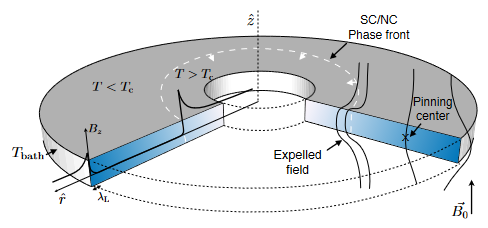 ẑ
SC/NC
Phase front
T < Tc
T > Tc
Pinning
center
Bz
Tbath
Expelled
field
r̂
λL
B⃗0